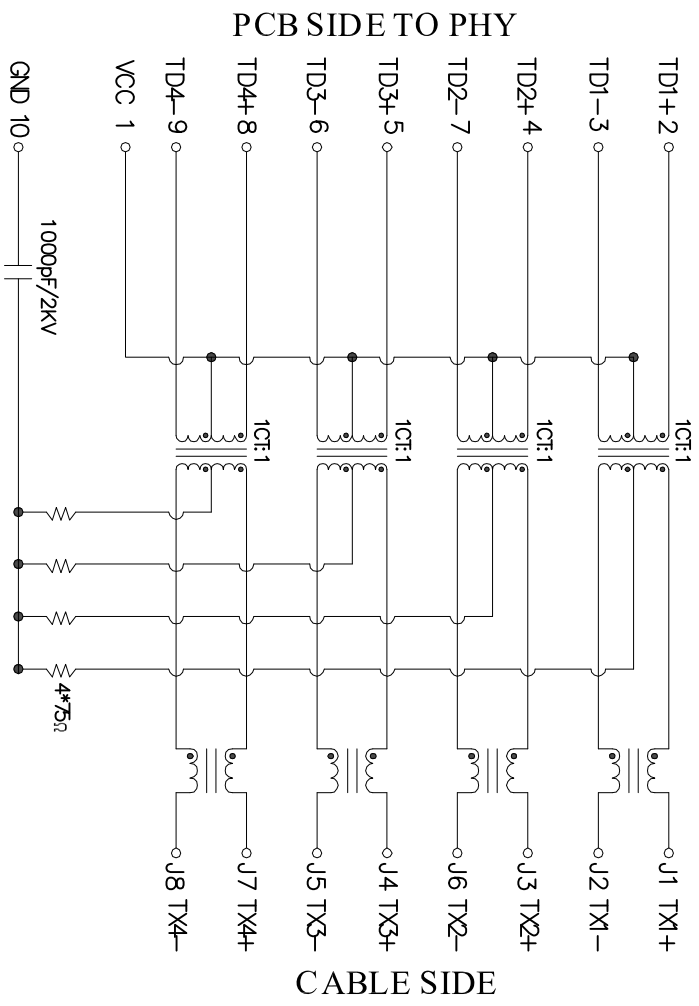 PCB SIDE TO PHY
GND 10
VCC 1
TD4- 9
TD4+ 8
TD3- 6
TD3+ 5
TD2- 7
TD2+ 4
TD1- 3
TD1+ 2
1000pF/2KV
1CT:1
1CT:1
1CT:1
1CT:1
4*75Ω
J8 TX4-
J7 TX4+
J5 TX3-
J4 TX3+
J6 TX2-
J3 TX2+
J2 TX1-
J1 TX1+
CABLE SIDE